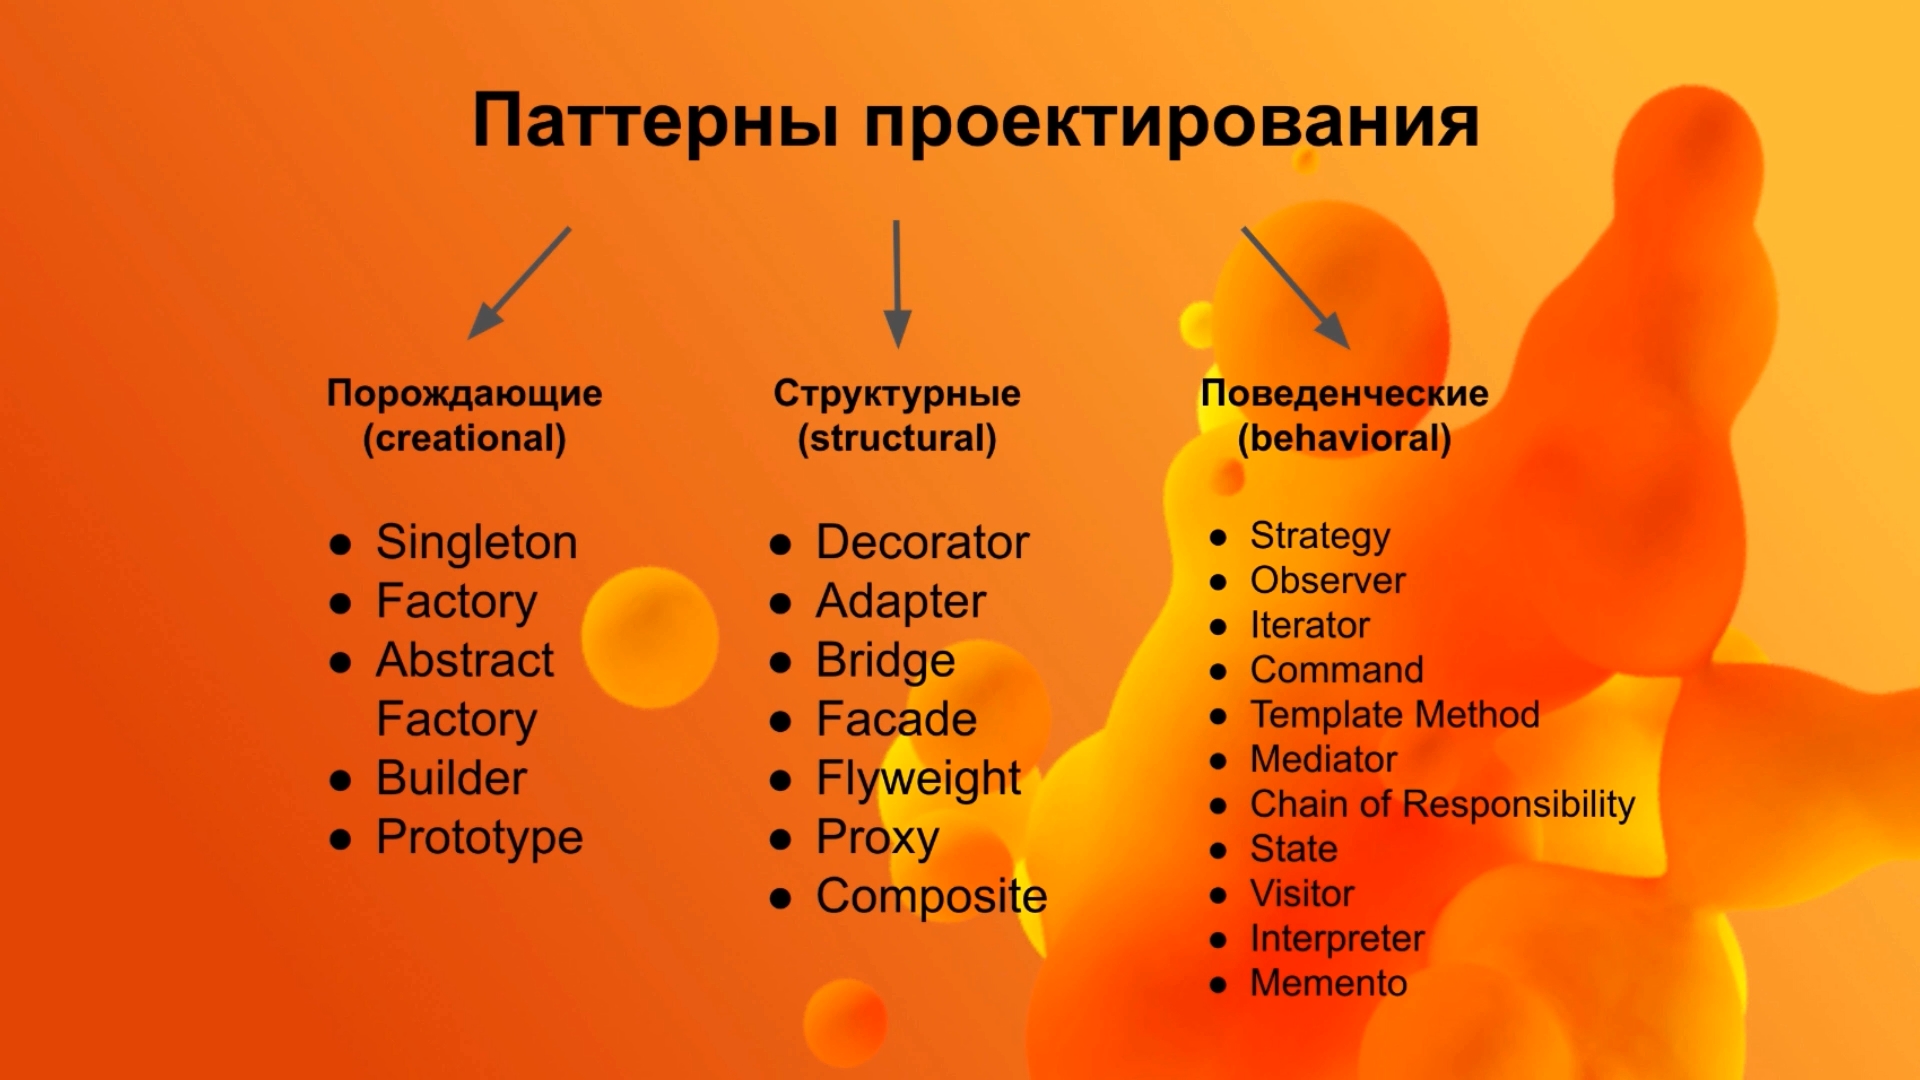 Паттерны проектирования
Порождающие
(creational)
● Singleton
● Factory
● Abstract
Factory
● Builder
● Prototype
Структурные
(structural)
● Decorator
● Adapter
● Bridge
● Facade
● Flyweight
● Proxy
● Composite
Поведенческие
(behavioral)
● Strategy
● Observer
● Iterator
● Command
● Template Method
● Mediator
● Chain of Responsibility
● State
● Visitor
● Interpreter
● Memento